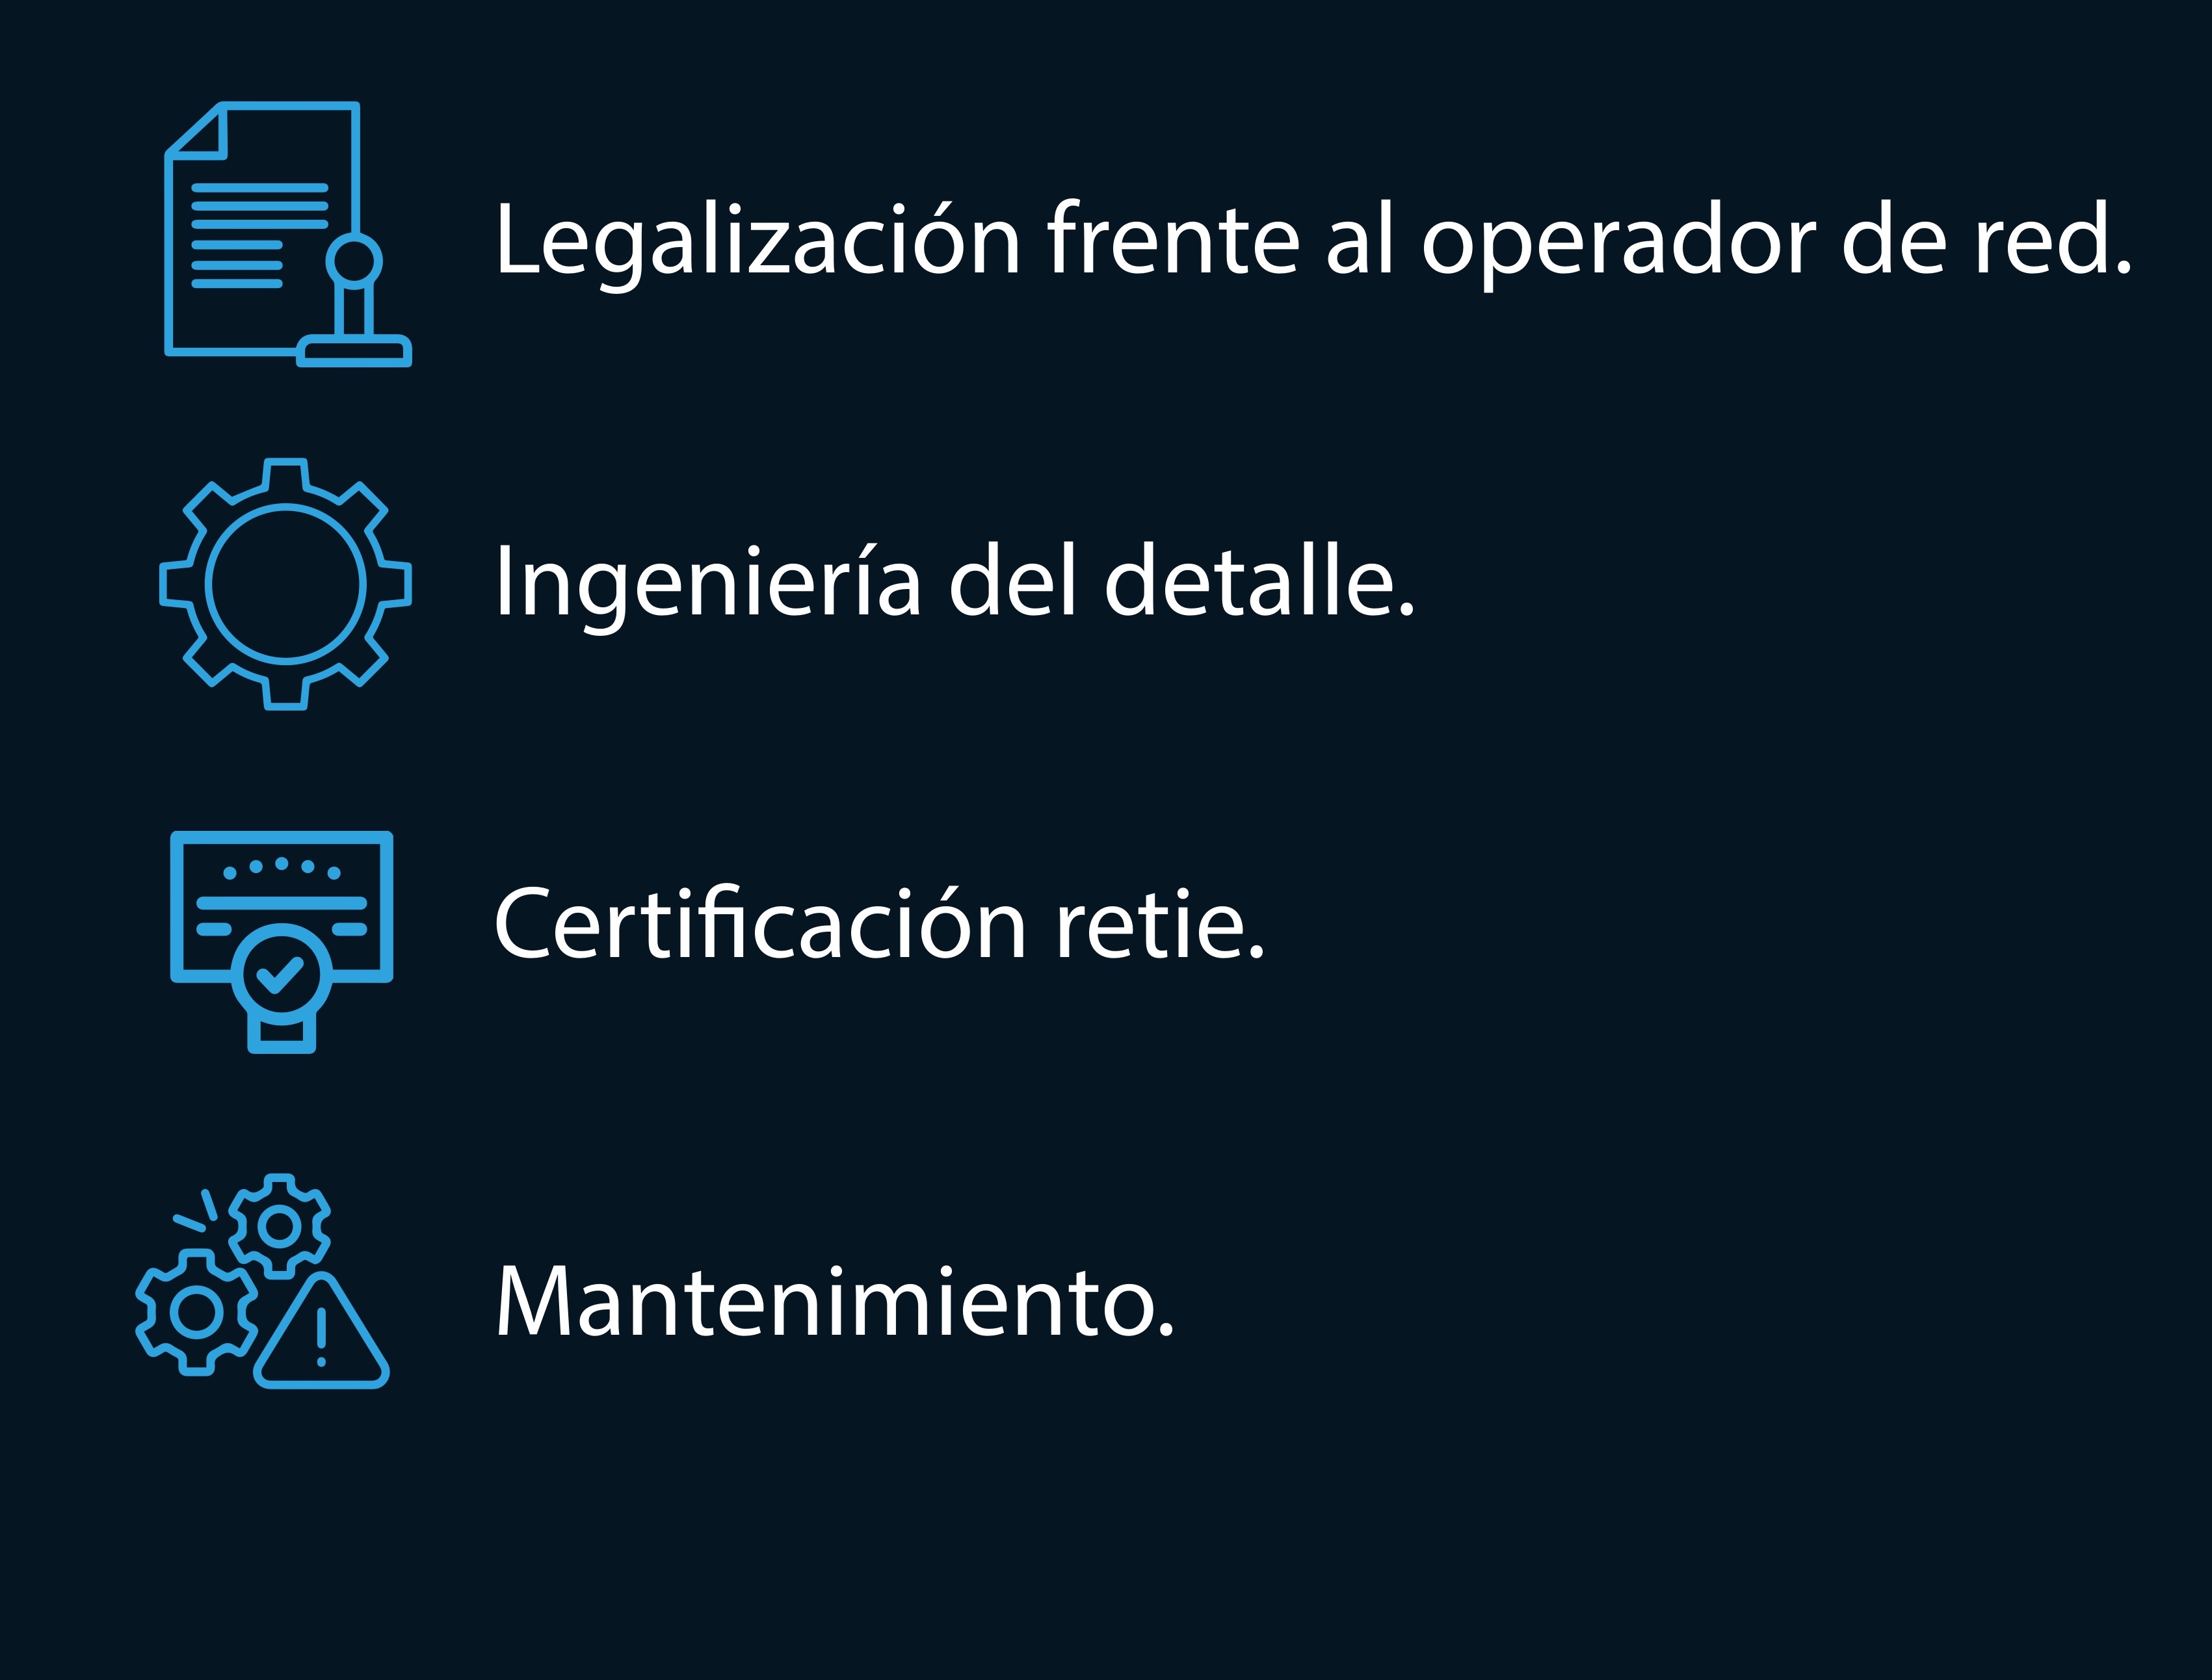 Legalización frente al operador de red.
Ingeniería del detalle.
Certificación retie.
Mantenimiento.